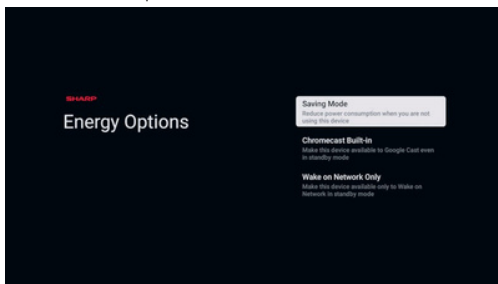 SHARP
Energy Options
Saving Mode
Reduce power consumption when you are not
using this device
Chromecast Built-in
Make this device available to Google Cast even
in standby mode
Wake on Network Only
Make this device available only to Wake on
Network in standby mode